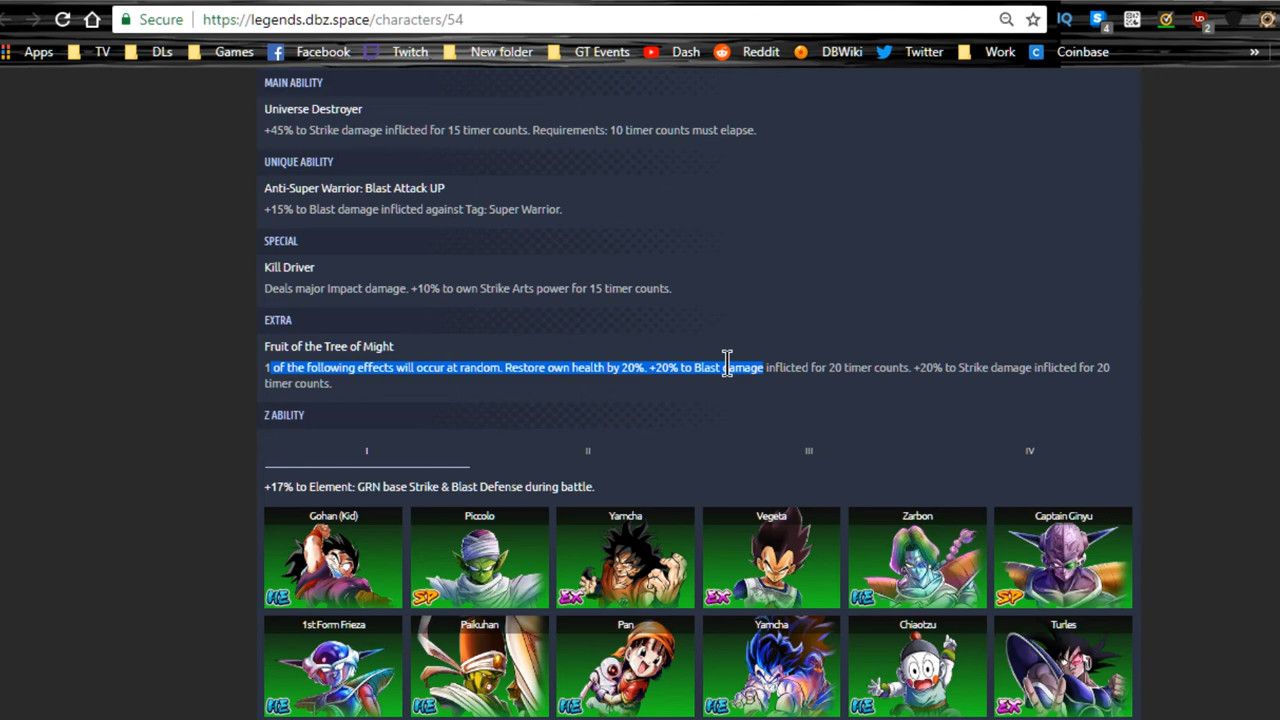 Secure https://legends.dbz.space/characters/54
IQ S 4 UD 2
Apps TV DLs Games Facebook Twitch New folder GT Events Dash Reddit DBWiki Twitter Work C Coinbase »
MAIN ABILITY
Universe Destroyer
+45% to Strike damage inflicted for 15 timer counts. Requirements: 10 timer counts must elapse.
UNIQUE ABILITY
Anti-Super Warrior: Blast Attack UP
+15% to Blast damage inflicted against Tag: Super Warrior.
SPECIAL
Kill Driver
Deals major Impact damage. +10% to own Strike Arts power for 15 timer counts.
EXTRA
Fruit of the Tree of Might
1 of the following effects will occur at random. Restore own health by 20%. +20% to Blast damage inflicted for 20 timer counts. +20% to Strike damage inflicted for 20
timer counts.
Z ABILITY
I II III IV
+17% to Element: GRN base Strike & Blast Defense during battle.
Gohan (Kid) Piccolo Yamcha Vegeta Zarbon Captain Ginyu
HE SP EX EX HE SP
1st Form Frieza Paikuhan Pan Yamcha Chiaotzu Turles
HE HE HE HE HE EX